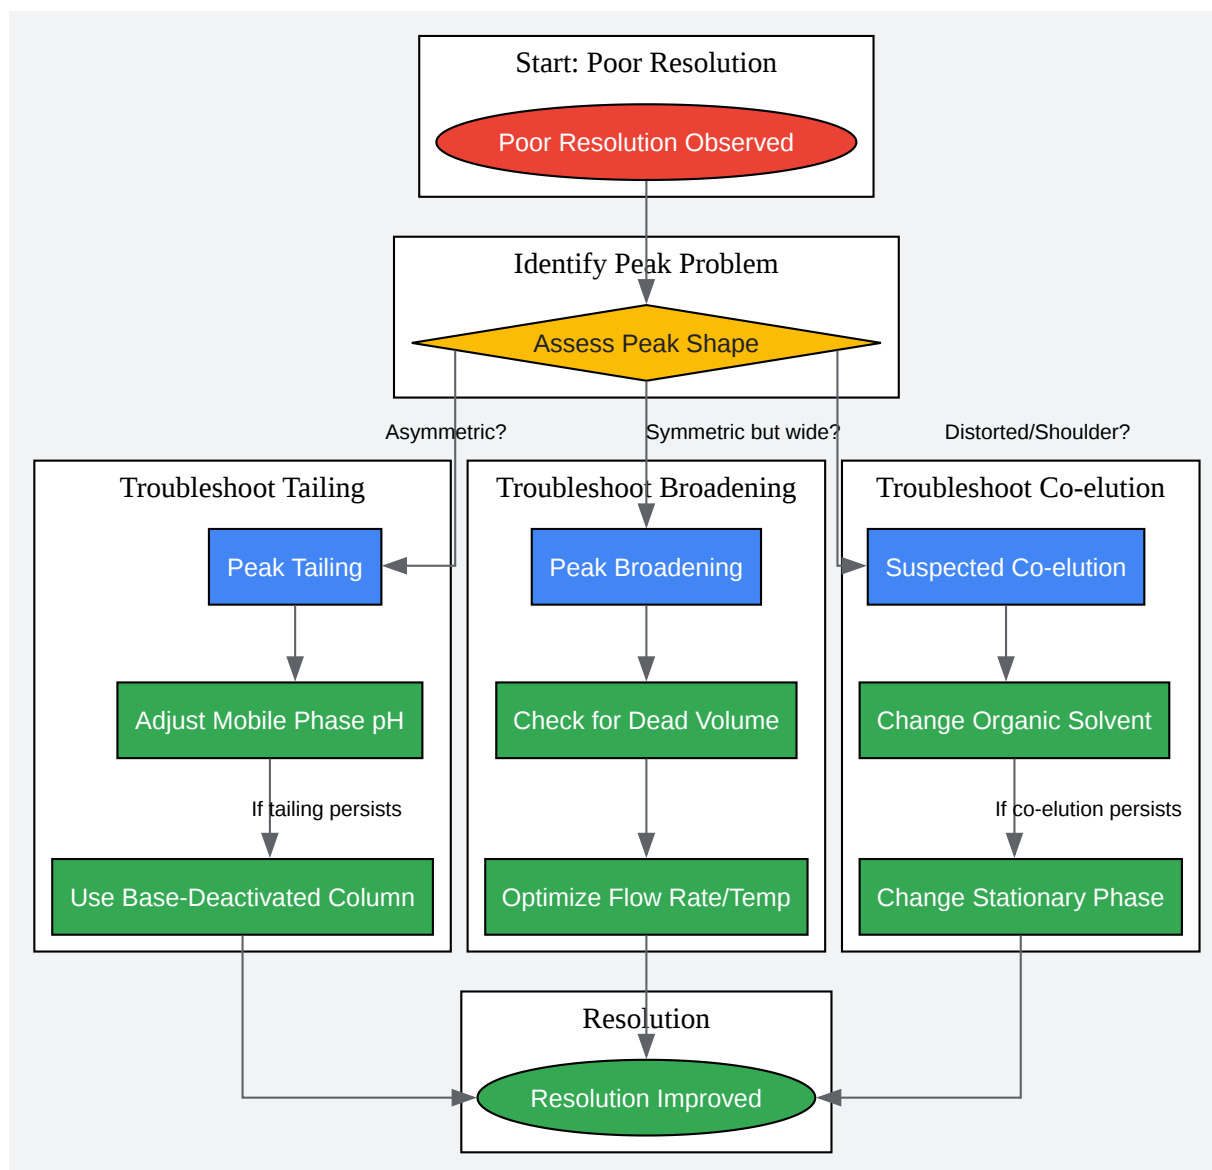 Start: Poor Resolution
Poor Resolution Observed
Identify Peak Problem
Assess Peak Shape
Asymmetric?
Symmetric but wide?
Distorted/Shoulder?
Troubleshoot Tailing
Peak Tailing
Adjust Mobile Phase pH
If tailing persists
Use Base-Deactivated Column
Troubleshoot Broadening
Peak Broadening
Check for Dead Volume
Optimize Flow Rate/Temp
Troubleshoot Co-elution
Suspected Co-elution
Change Organic Solvent
If co-elution persists
Change Stationary Phase
Resolution
Resolution Improved